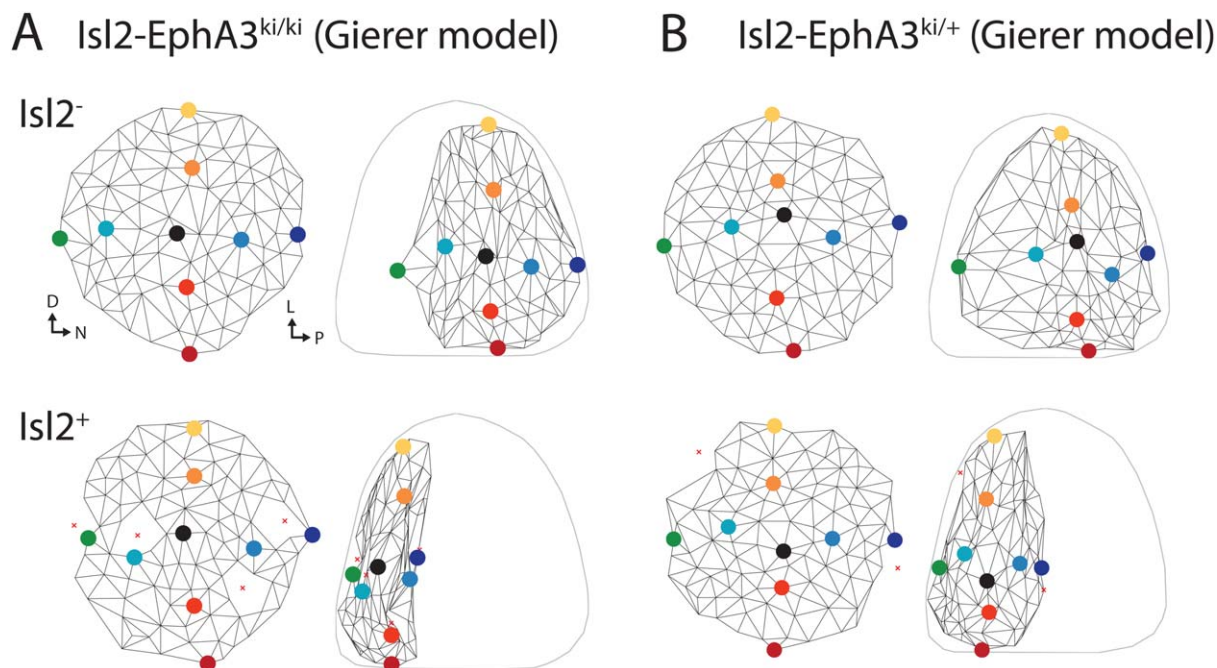 A Isl2-EphA3ki/ki (Gierer model)
B Isl2-EphA3ki/+ (Gierer model)
Isl2-
D
N
L
P
Isl2+